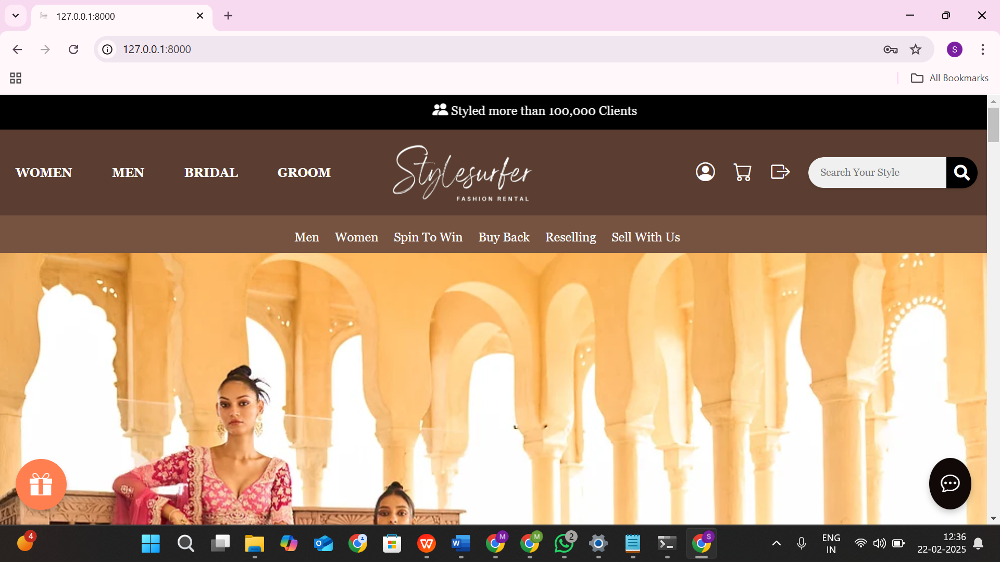 127.0.0.1:8000
127.0.0.1:8000
S
All Bookmarks
Styled more than 100,000 Clients
WOMEN MEN BRIDAL GROOM
Stylesurfer
FASHION RENTAL
Search Your Style
Men Women Spin To Win Buy Back Reselling Sell With Us
4
W
M
M
2
S
ENG
IN
12:36
22-02-2025